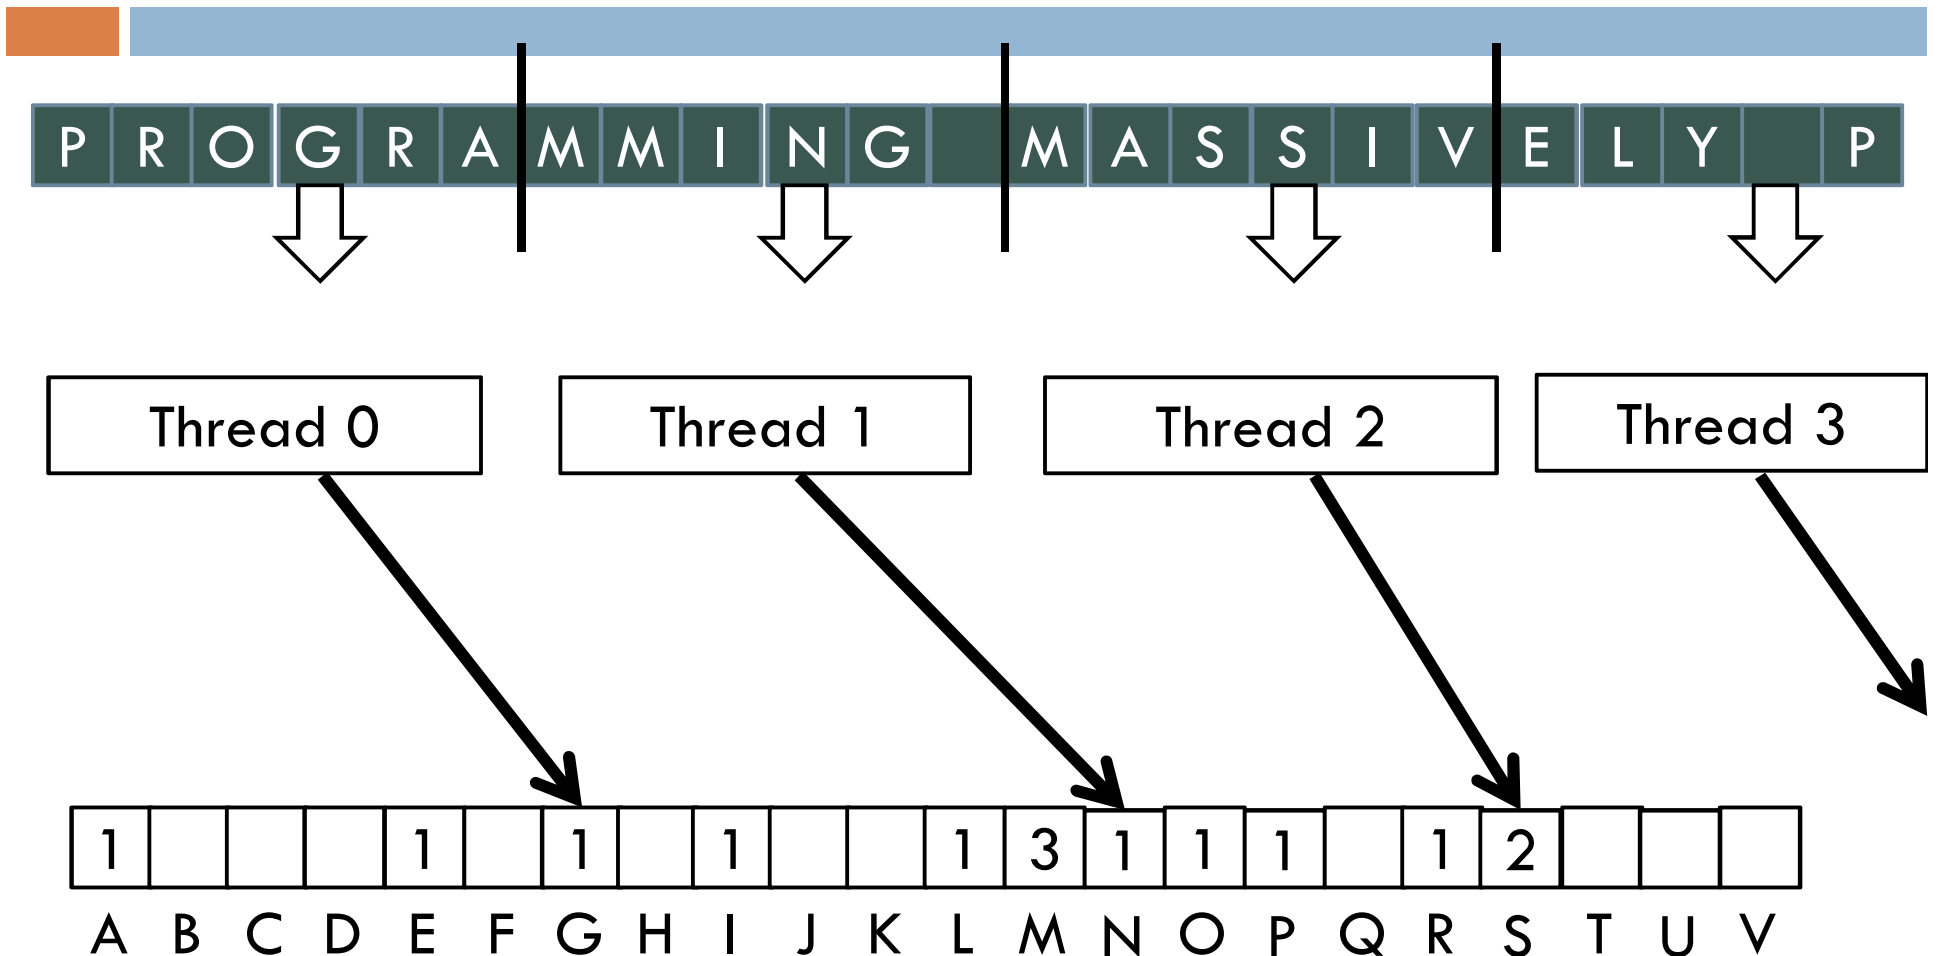 P R O G R A M M I N G M A S S I V E L Y P
Thread 0 Thread 1 Thread 2 Thread 3
1 1 1 1 1 3 1 1 1 1 2
A B C D E F G H I J K L M N O P Q R S T U V